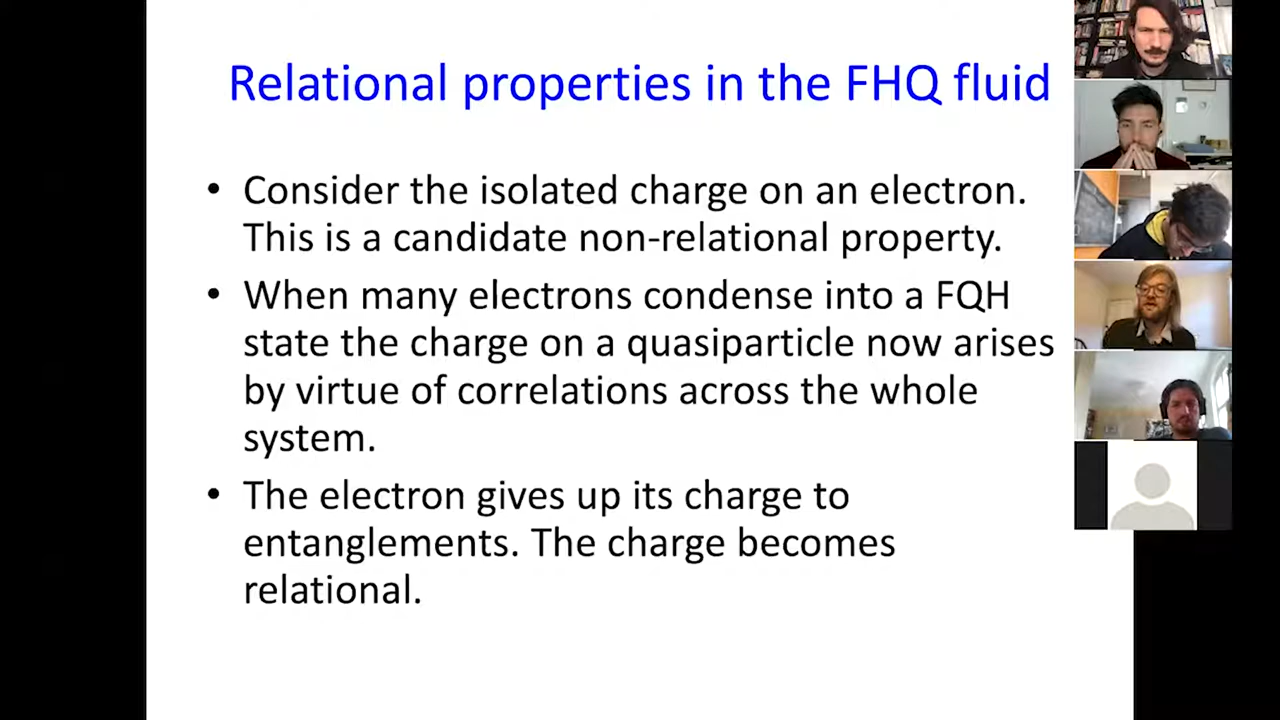 Relational properties in the FHQ fluid
• Consider the isolated charge on an electron.
This is a candidate non-relational property.
• When many electrons condense into a FQH
state the charge on a quasiparticle now arises
by virtue of correlations across the whole
system.
• The electron gives up its charge to
entanglements. The charge becomes
relational.